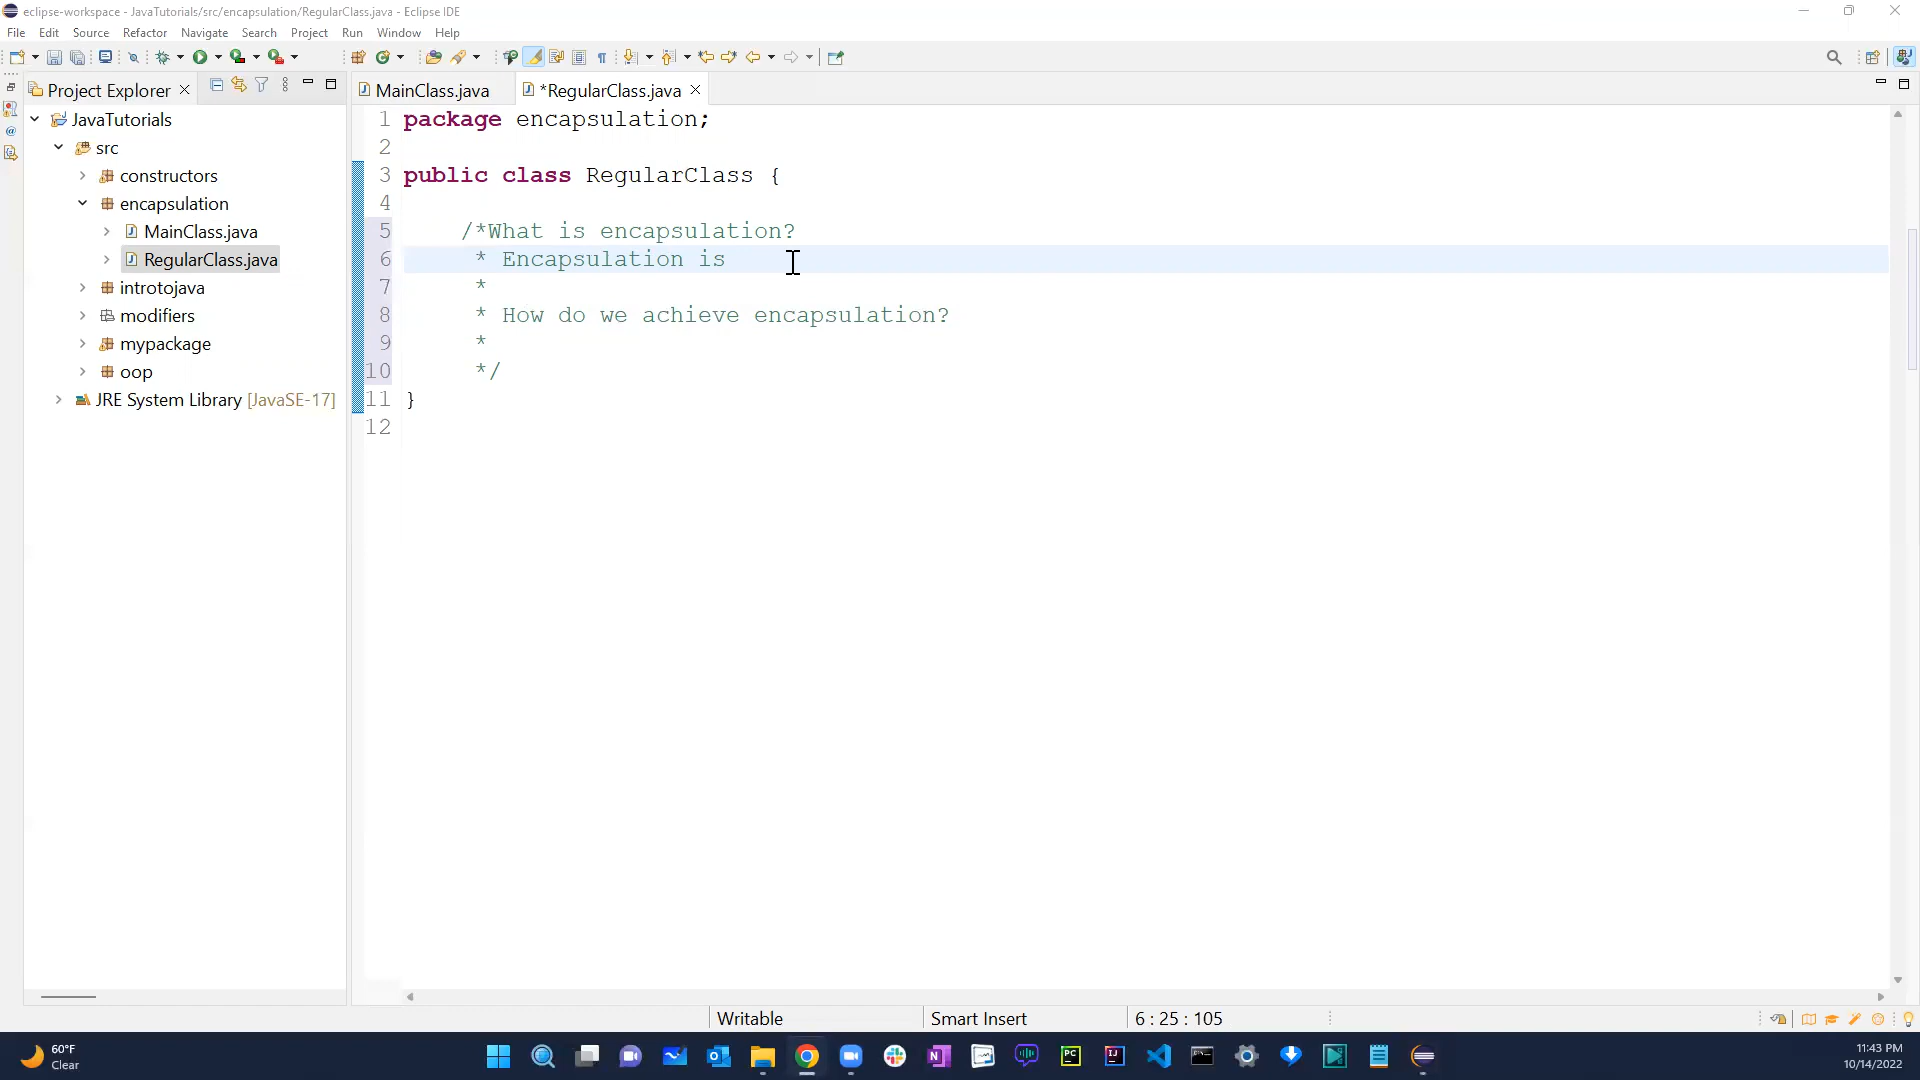 eclipse-workspace - JavaTutorials/src/encapsulation/RegularClass.java - Eclipse IDE
File Edit Source Refactor Navigate Search Project Run Window Help
Project Explorer
MainClass.java
*RegularClass.java
JavaTutorials
src
constructors
encapsulation
MainClass.java
RegularClass.java
introtojava
modifiers
mypackage
oop
JRE System Library [JavaSE-17]
1 package encapsulation;
2
3 public class RegularClass {
4
5 /*What is encapsulation?
6 * Encapsulation is
7 *
8 * How do we achieve encapsulation?
9 *
10 */
11 }
12
Writable
Smart Insert
6 : 25 : 105
60°F
Clear
PC
IJ
11:43 PM
10/14/2022